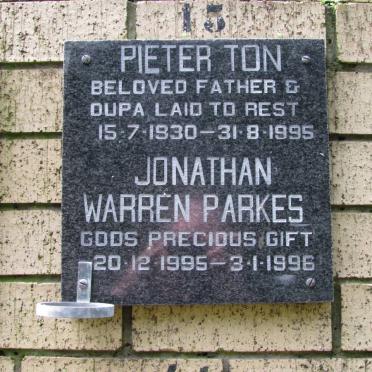 15
PIETER TON
BELOVED FATHER &
OUPA LAID TO REST
15·7·1930—31·8·1995
JONATHAN
WARREN PARKES
GODS PRECIOUS GIFT
20·12·1995—3·1·1996